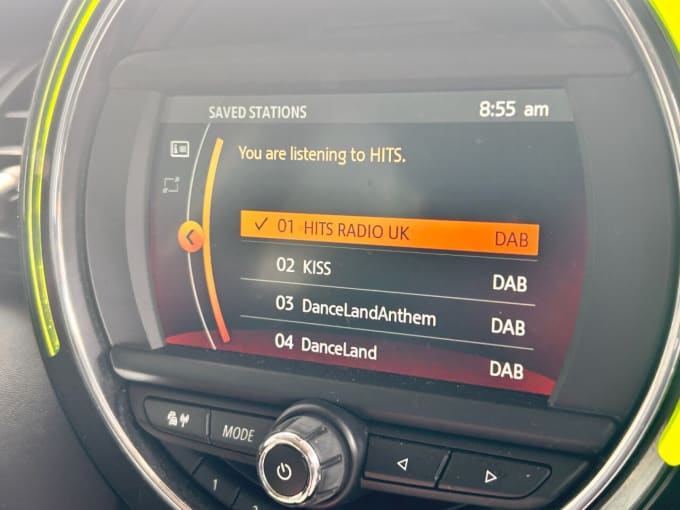 SAVED STATIONS 8:55 am
You are listening to HITS.
✓ 01 HITS RADIO UK DAB
02 KISS DAB
03 DanceLandAnthem DAB
04 DanceLand DAB
MODE
1